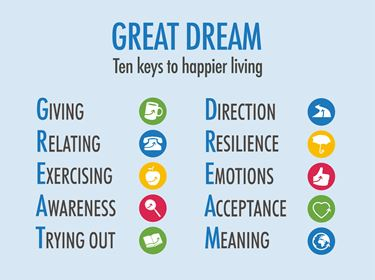 GREAT DREAM
Ten keys to happier living
GIVING
RELATING
EXERCISING
AWARENESS
TRYING OUT
DIRECTION
RESILIENCE
EMOTIONS
ACCEPTANCE
MEANING